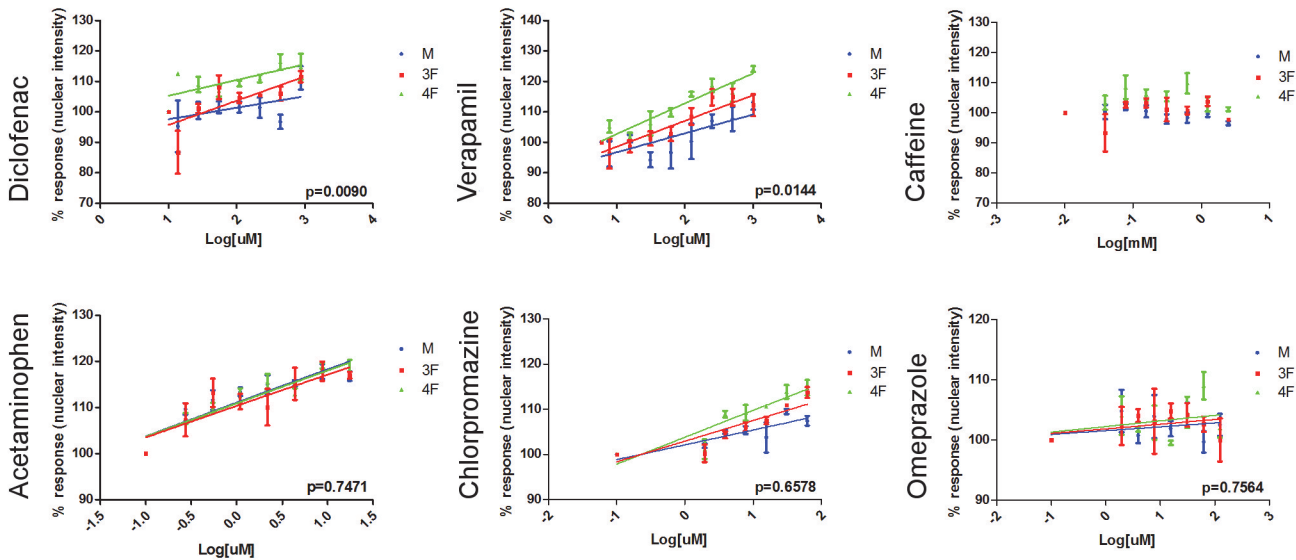 Diclofenac
% response (nuclear intensity)
130
120
110
100
90
80
70
0
1
2
3
4
Log[uM]
p=0.0090
M
3F
4F
Verapamil
% response (nuclear intensity)
140
130
120
110
100
90
80
0
1
2
3
4
Log[uM]
p=0.0144
M
3F
4F
Caffeine
% response (nuclear intensity)
130
120
110
100
90
80
70
-3
-2
-1
0
1
Log[mM]
M
3F
4F
Acetaminophen
% response (nuclear intensity)
130
120
110
100
90
-1.5
-1.0
-0.5
0.0
0.5
1.0
1.5
Log[uM]
p=0.7471
M
3F
4F
Chlorpromazine
% response (nuclear intensity)
130
120
110
100
90
-2
-1
0
1
2
Log[uM]
p=0.6578
M
3F
4F
Omeprazole
% response (nuclear intensity)
120
110
100
90
-2
-1
0
1
2
3
Log[uM]
p=0.7564
M
3F
4F